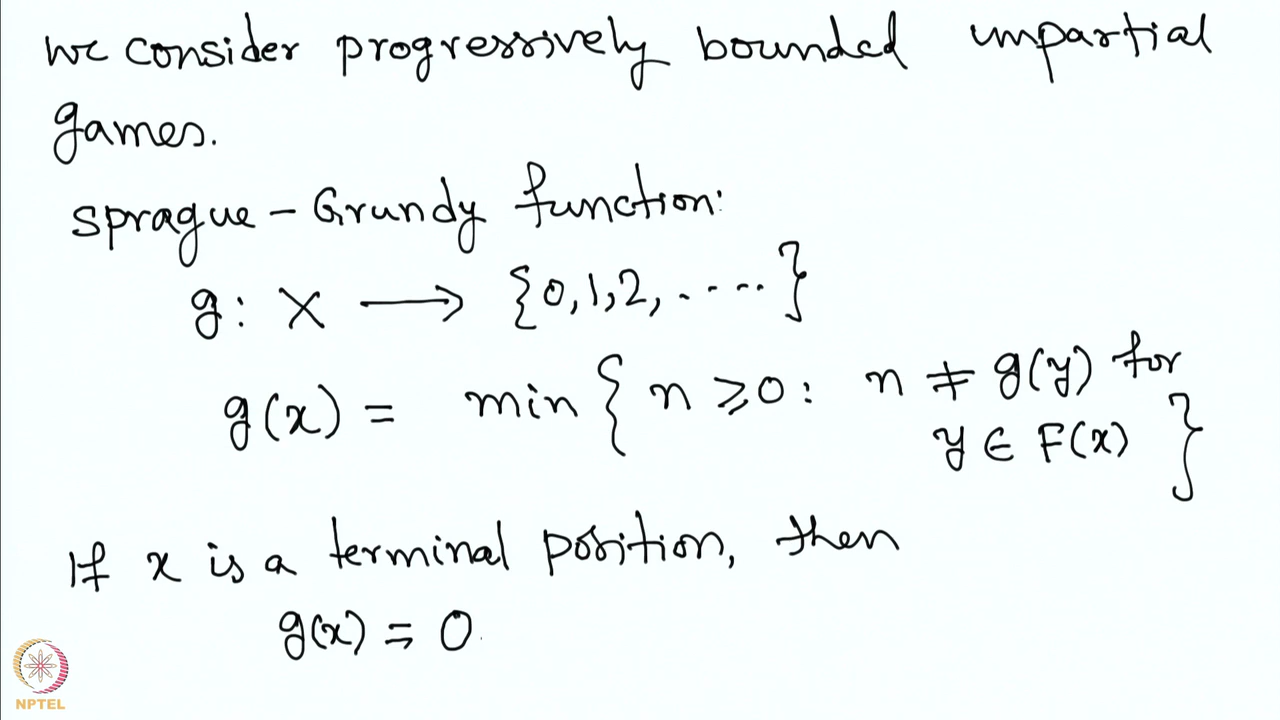 we consider progressively bounded impartial
games.
Sprague - Grundy function:
g: X ⟶ {0,1,2, .....}
g(x) = min { n ≥ 0: n ≠ g(y) for
y ∈ F(x) }
If x is a terminal position, then
g(x) = 0.
NPTEL